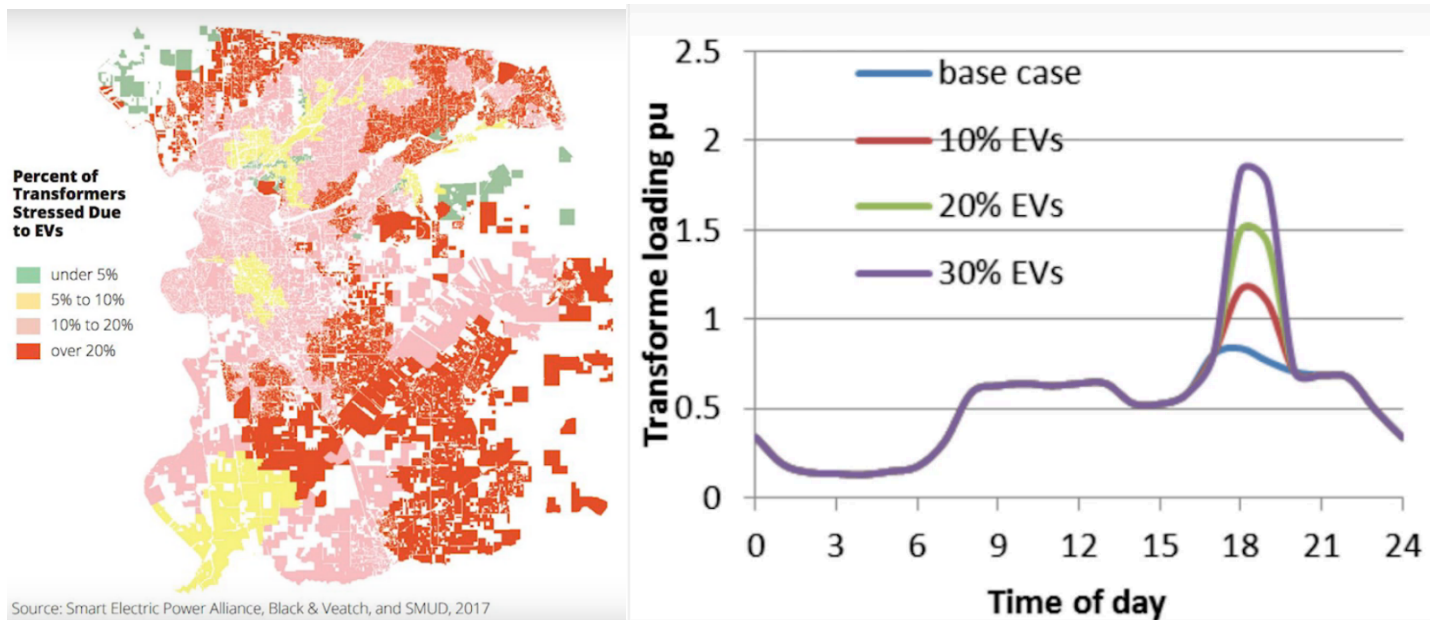 Percent of
Transformers
Stressed Due
to EVs
under 5%
5% to 10%
10% to 20%
over 20%
Source: Smart Electric Power Alliance, Black & Veatch, and SMUD, 2017
Transforme loading pu
2.5
2
1.5
1
0.5
0
base case
10% EVs
20% EVs
30% EVs
0 3 6 9 12 15 18 21 24
Time of day